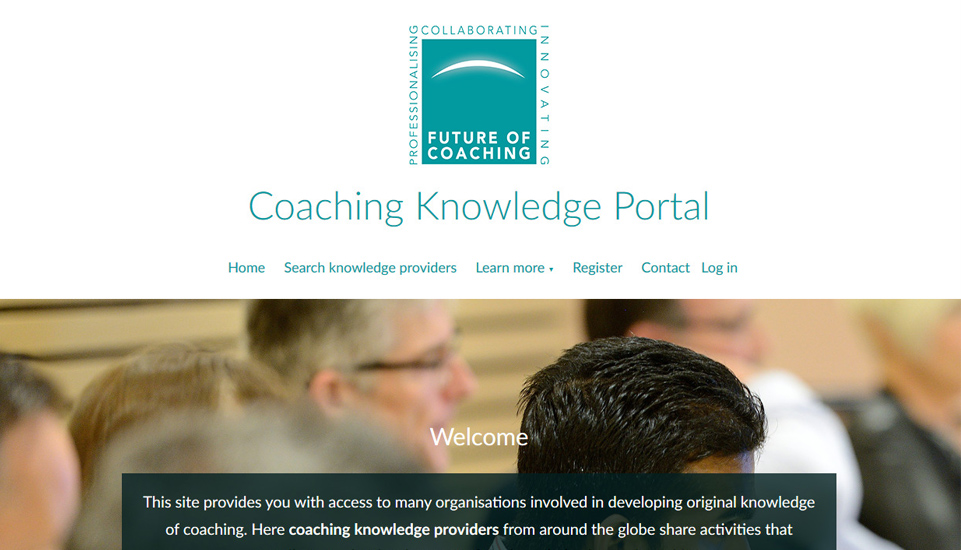 COLLABORATING
PROFESSIONALISING
INNOVATING
FUTURE OF
COACHING
Coaching Knowledge Portal
Home Search knowledge providers Learn more ▾ Register Contact Log in
Welcome
This site provides you with access to many organisations involved in developing original knowledge
of coaching. Here coaching knowledge providers from around the globe share activities that